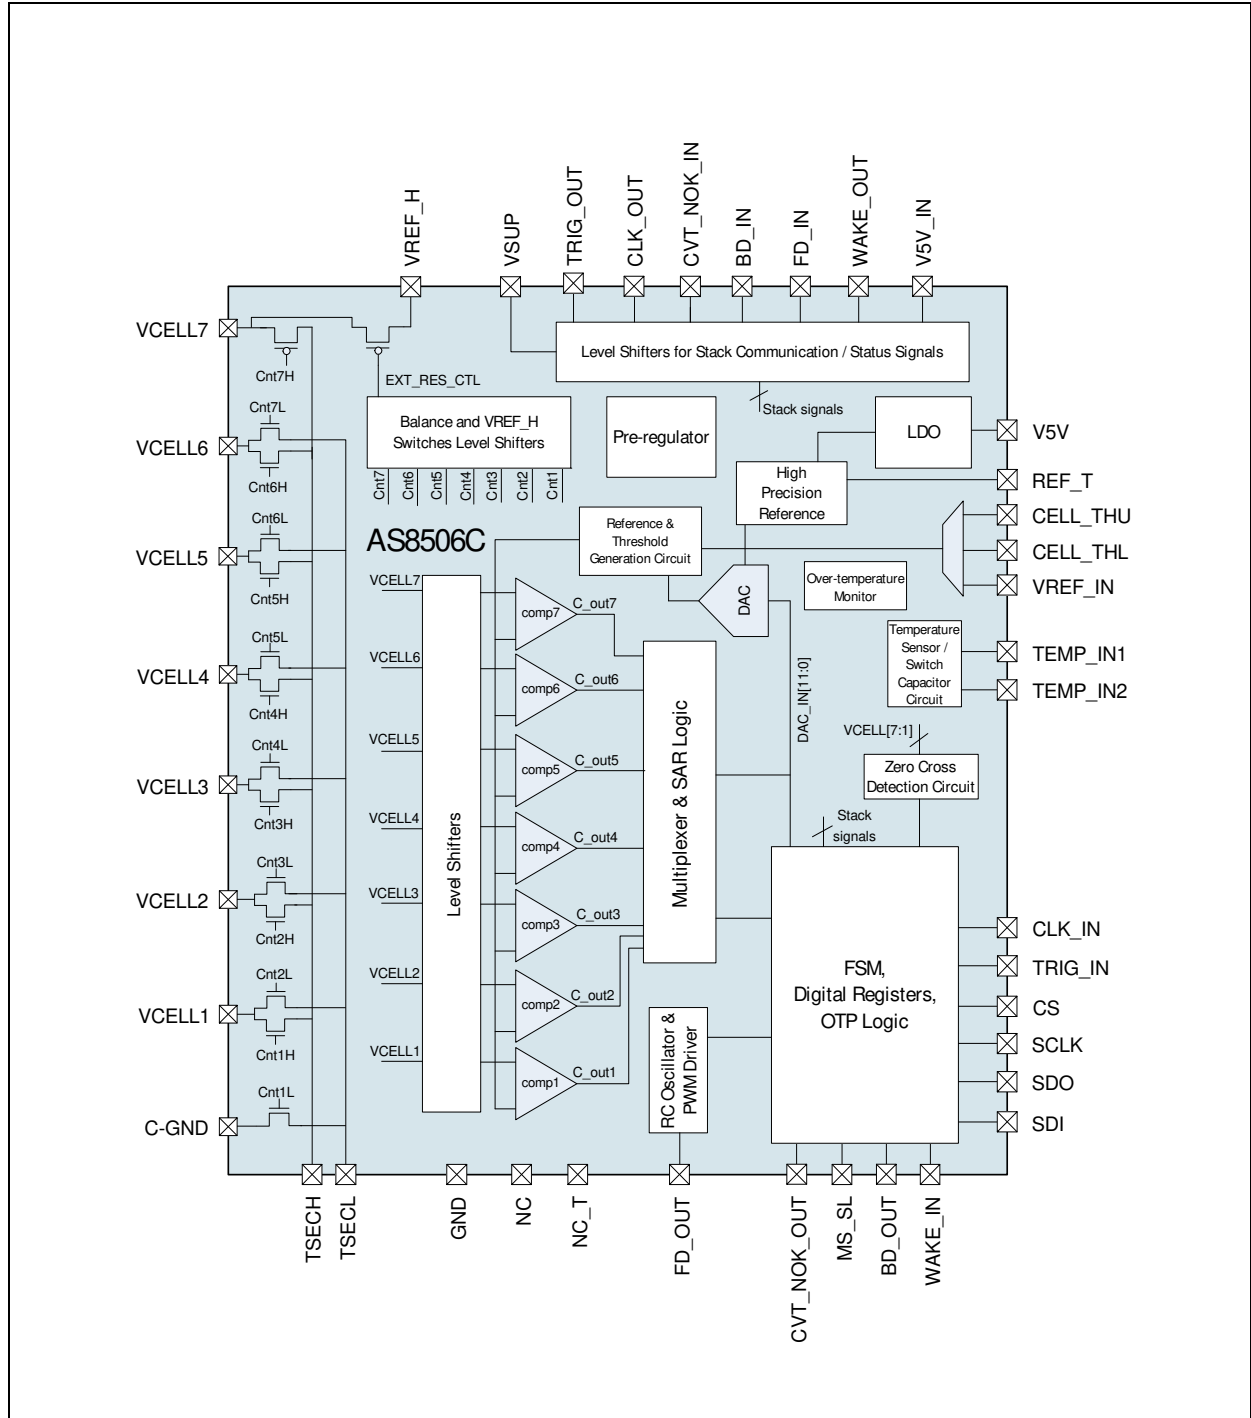 VREF_H
VSUP
TRIG_OUT
CLK_OUT
CVT_NOK_IN
BD_IN
FD_IN
WAKE_OUT
V5V_IN
VCELL7
Cnt7H
EXT_RES_CTL
Level Shifters for Stack Communication / Status Signals
Stack signals
Balance and VREF_H
Switches Level Shifters
Cnt7
Cnt6
Cnt5
Cnt4
Cnt3
Cnt2
Cnt1
Pre-regulator
LDO
V5V
High
Precision
Reference
REF_T
CELL_THU
CELL_THL
VREF_IN
Cnt7L
VCELL6
Cnt6H
Cnt6L
VCELL5
Cnt5H
Cnt5L
VCELL4
Cnt4H
Cnt4L
VCELL3
Cnt3H
Cnt3L
VCELL2
Cnt2H
Cnt2L
VCELL1
Cnt1H
Cnt1L
C-GND
AS8506C
Reference &
Threshold
Generation Circuit
DAC
Over-temperature
Monitor
Temperature
Sensor /
Switch
Capacitor
Circuit
TEMP_IN1
TEMP_IN2
VCELL7
VCELL6
VCELL5
VCELL4
VCELL3
VCELL2
VCELL1
Level Shifters
comp7
C_out7
comp6
C_out6
comp5
C_out5
comp4
C_out4
comp3
C_out3
comp2
C_out2
comp1
C_out1
Multiplexer & SAR Logic
DAC_IN[11:0]
VCELL[7:1]
Zero Cross
Detection Circuit
Stack
signals
FSM,
Digital Registers,
OTP Logic
RC Oscillator &
PWM Driver
CLK_IN
TRIG_IN
CS
SCLK
SDO
SDI
TSECH
TSECL
GND
NC
NC_T
FD_OUT
CVT_NOK_OUT
MS_SL
BD_OUT
WAKE_IN